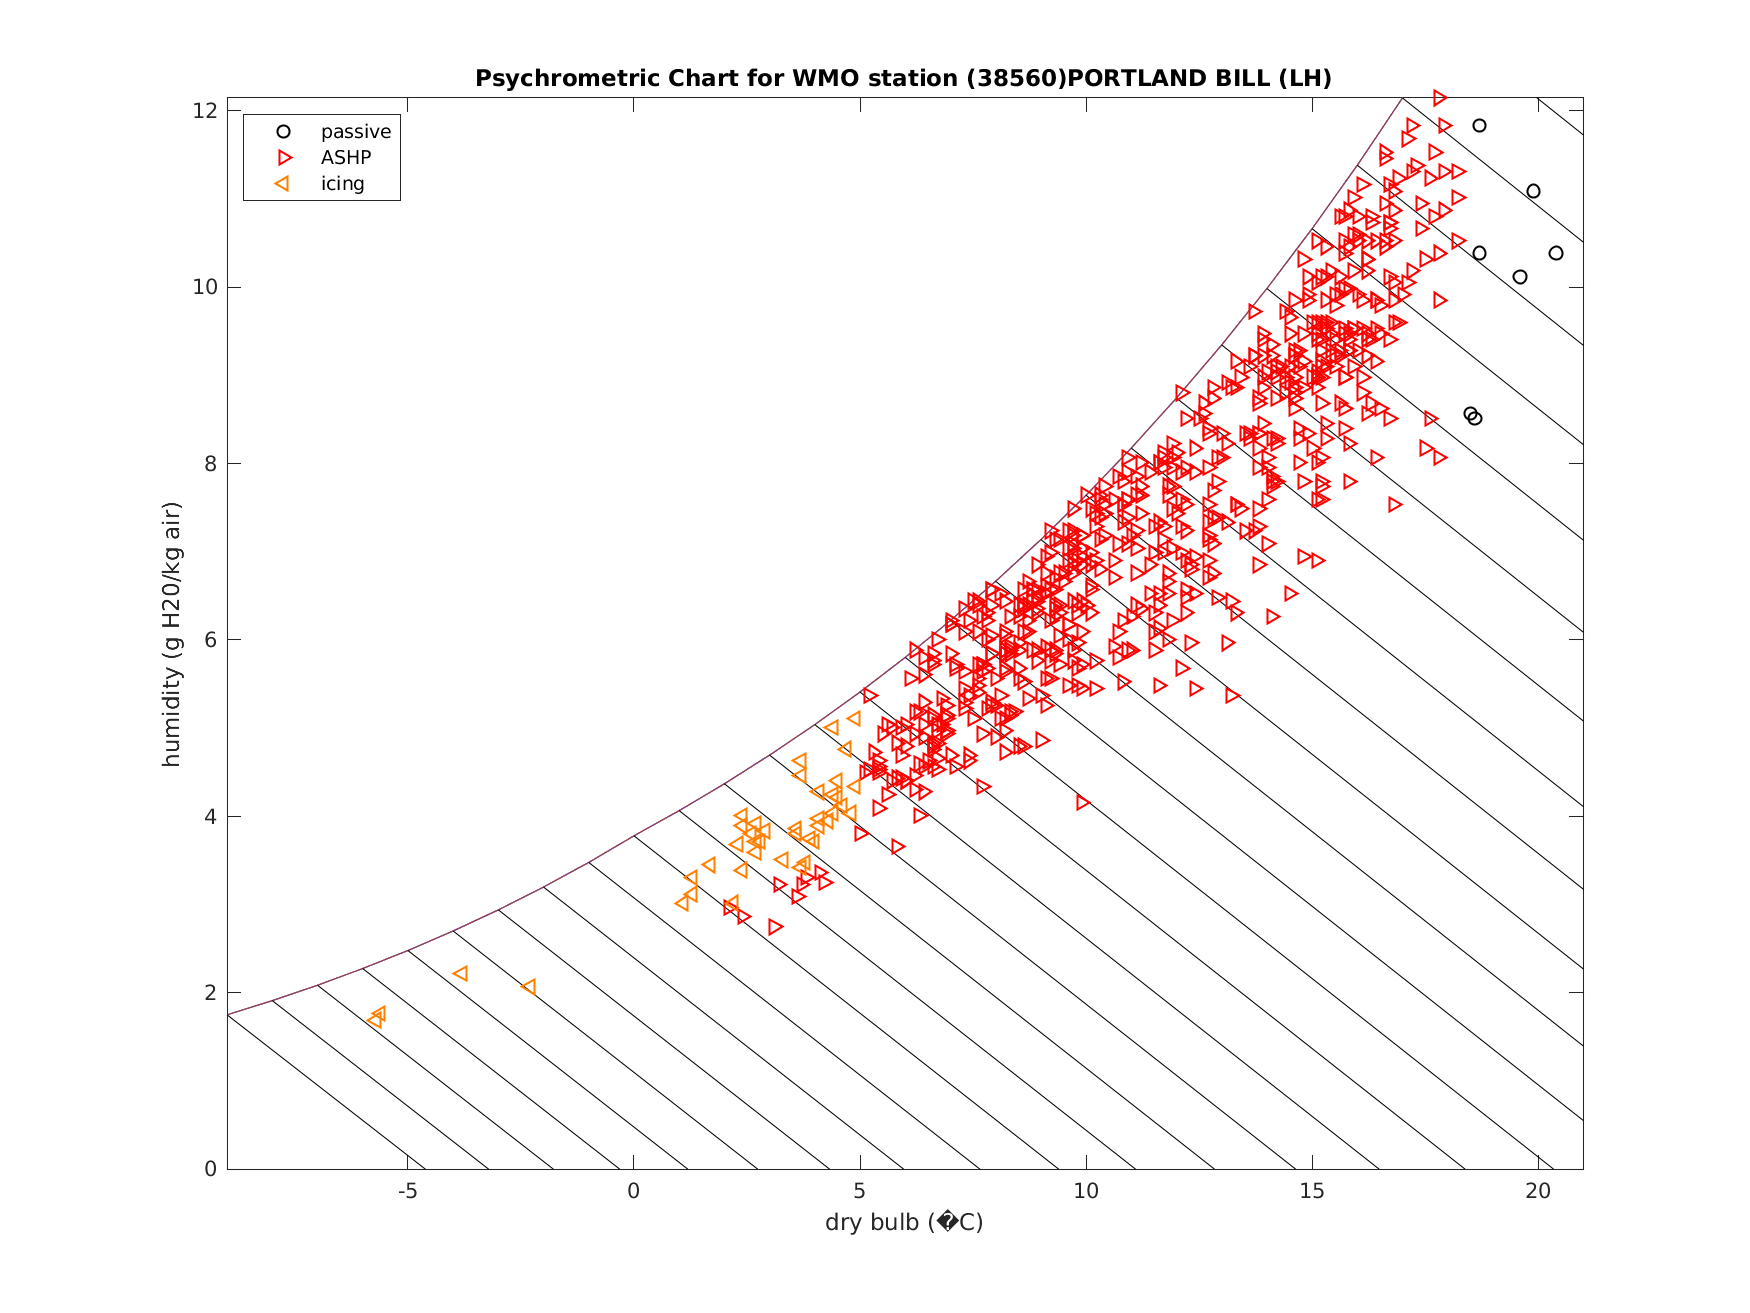 Psychrometric Chart for WMO station (38560)PORTLAND BILL (LH)
passive
ASHP
icing
12
10
8
6
4
2
0
humidity (g H20/kg air)
-5 0 5 10 15 20
dry bulb (�C)